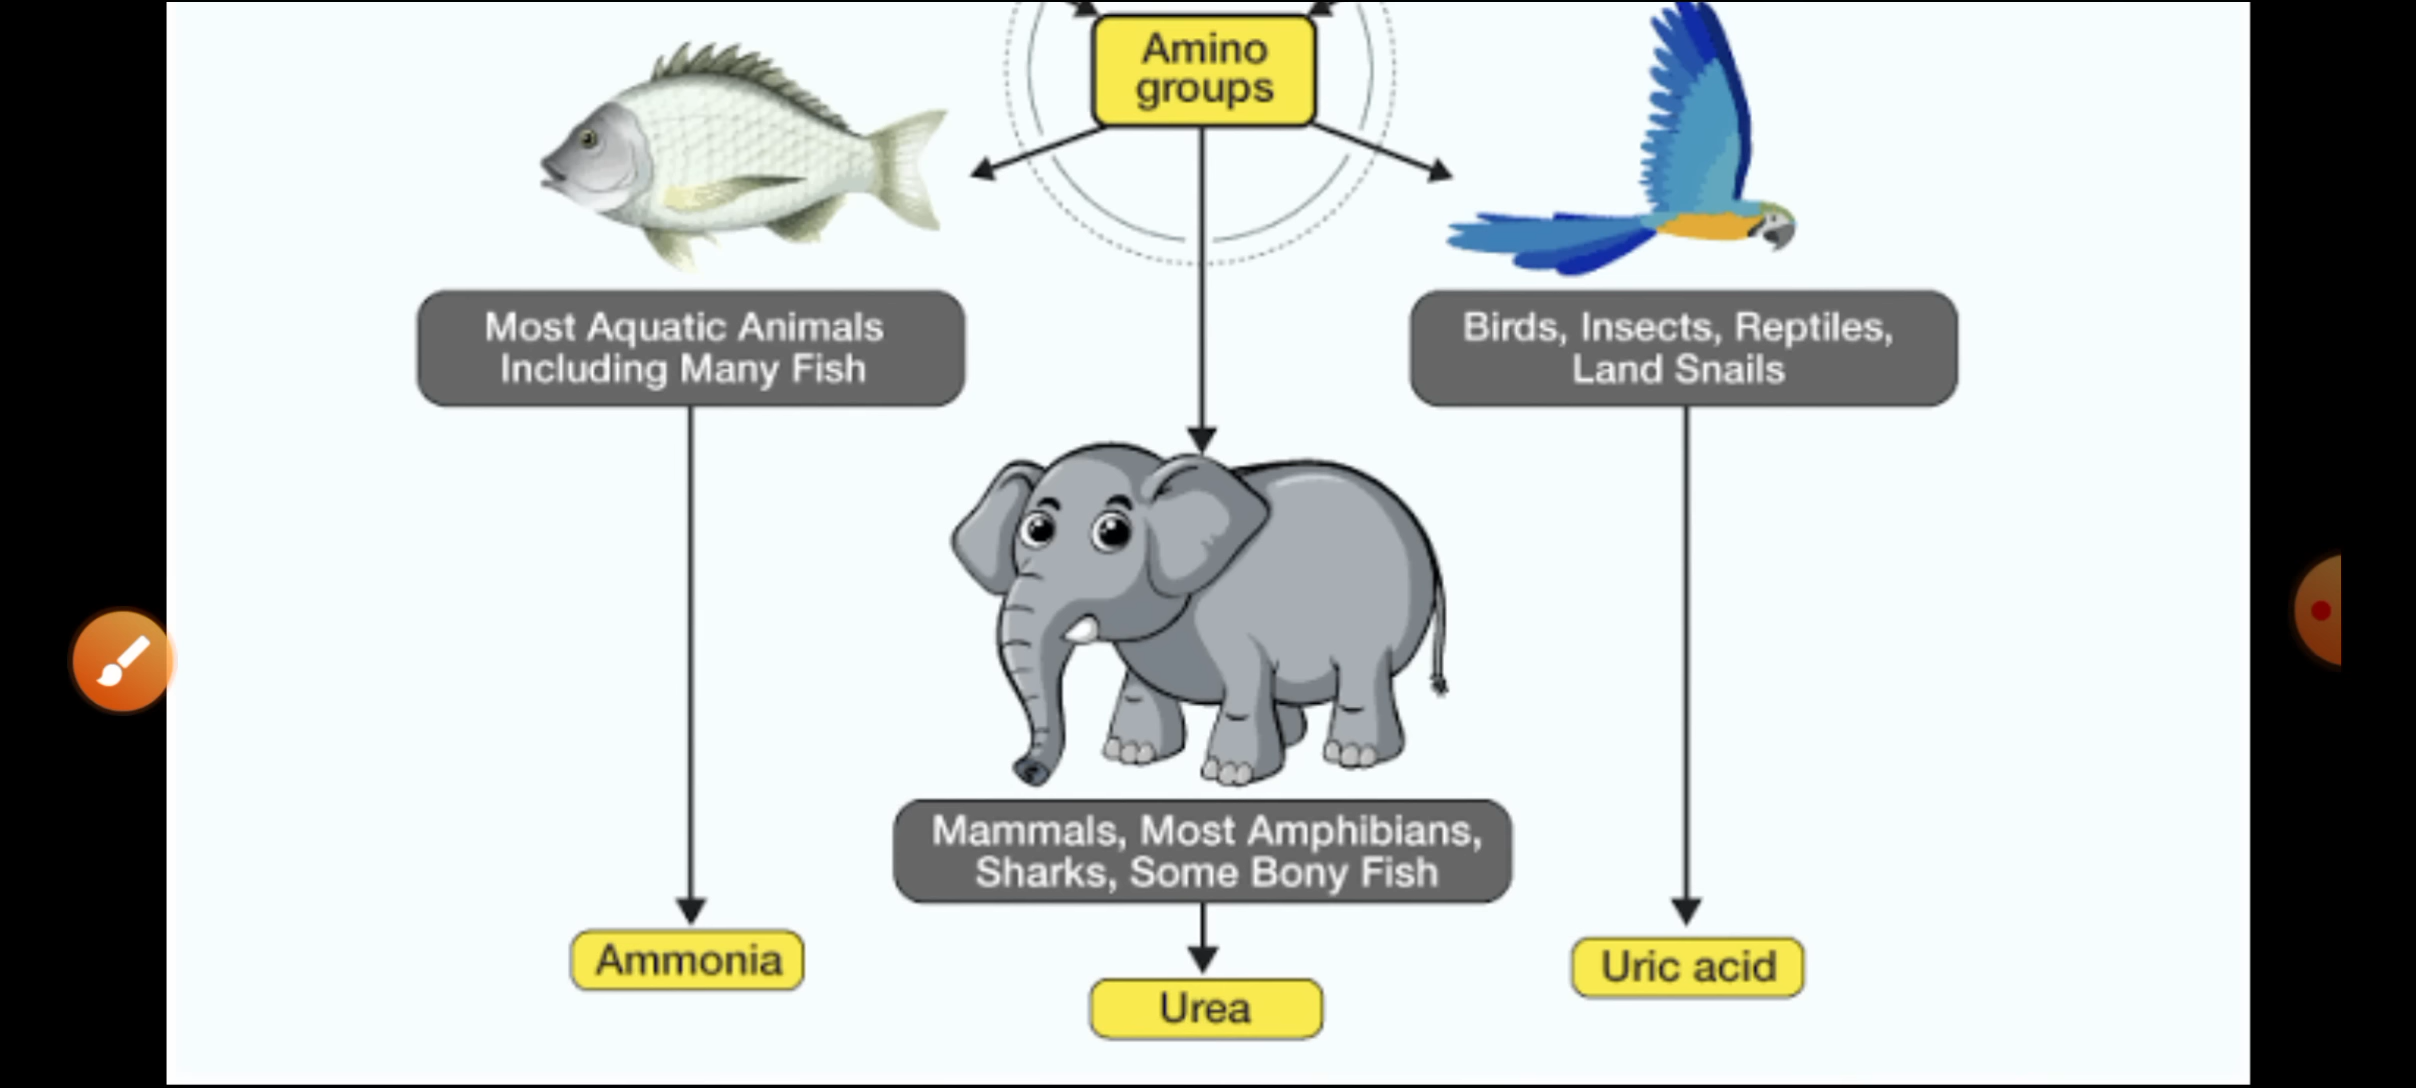 Amino
groups
Most Aquatic Animals
Including Many Fish
Birds, Insects, Reptiles,
Land Snails
Mammals, Most Amphibians,
Sharks, Some Bony Fish
Ammonia
Uric acid
Urea